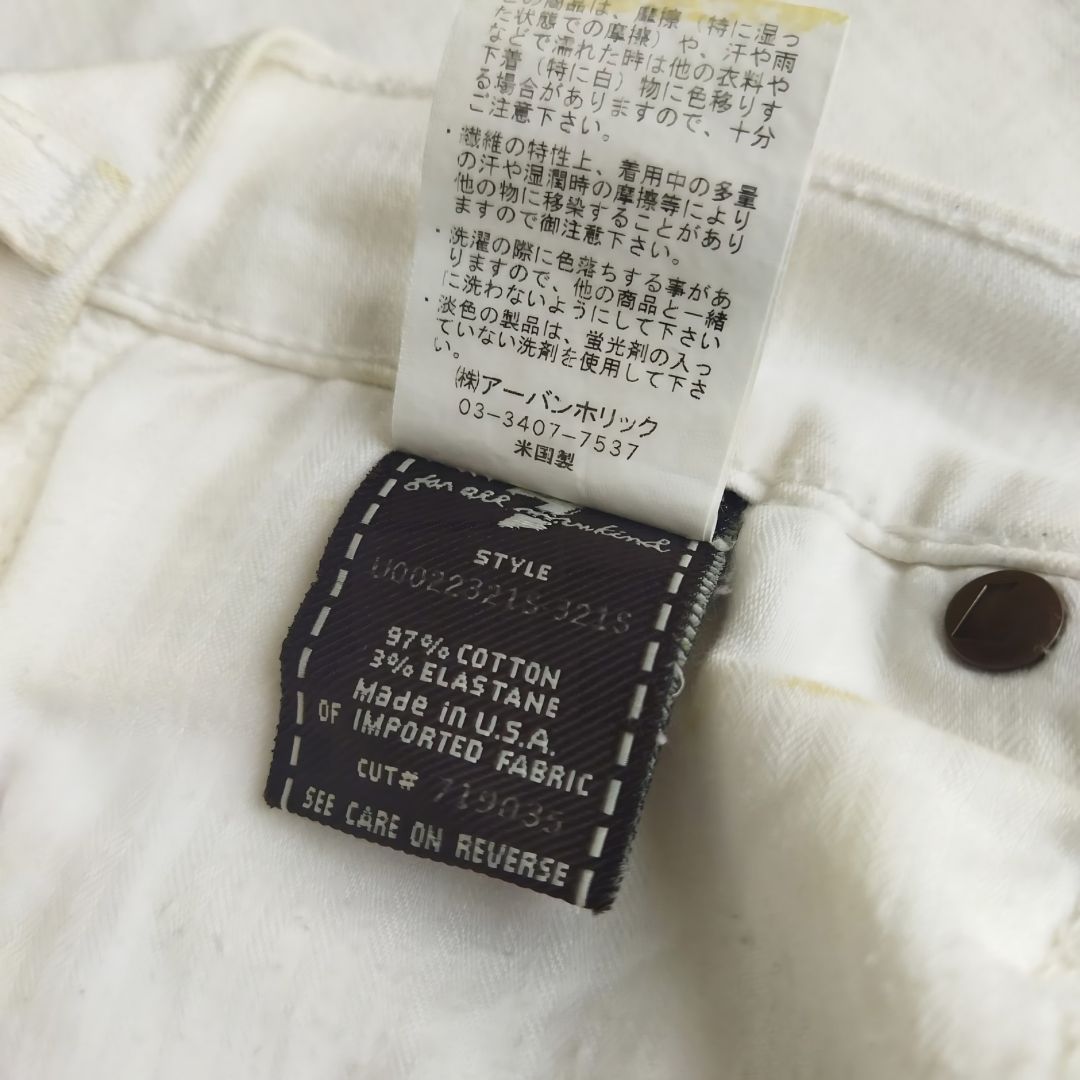 の商品は、摩擦(特に湿っ
た状態での摩擦)や、汗や雨
などで濡れた時は他の衣料や
下着(特に白)物に色移りす
る場合がありますので、十分
ご注意下さい。
・繊維の特性上、着用中の多量
の汗や湿潤時の摩擦等により
他の物に移染することがあり
ますので御注意下さい。
・洗濯の際に色落ちする事があ
りますので、他の商品と一緒
に洗わないようにして下さい
・淡色の製品は、蛍光剤の入っ
ていない洗剤を使用して下さ
い。
(株)アーバンホリック
03-3407-7537
米国製
for all mankind
STYLE
U0022321S-321S
97% COTTON
3% ELASTANE
Made in U.S.A.
OF IMPORTED FABRIC
CUT# 719035
SEE CARE ON REVERSE